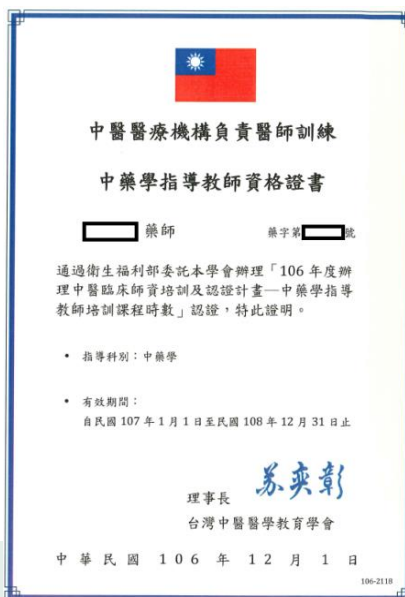 中醫醫療機構負責醫師訓練
中藥學指導教師資格證書
藥師 藥字第 號
通過衛生福利部委託本學會辦理「106 年度辦
理中醫臨床師資培訓及認證計畫—中藥學指導
教師培訓課程時數」認證,特此證明。
• 指導科別:中藥學
• 有效期間:
自民國 107 年 1 月 1 日至民國 108 年 12 月 31 日止
理事長 苏奕彰
台灣中醫醫學教育學會
中華民國 106 年 12 月 1 日
106-2118